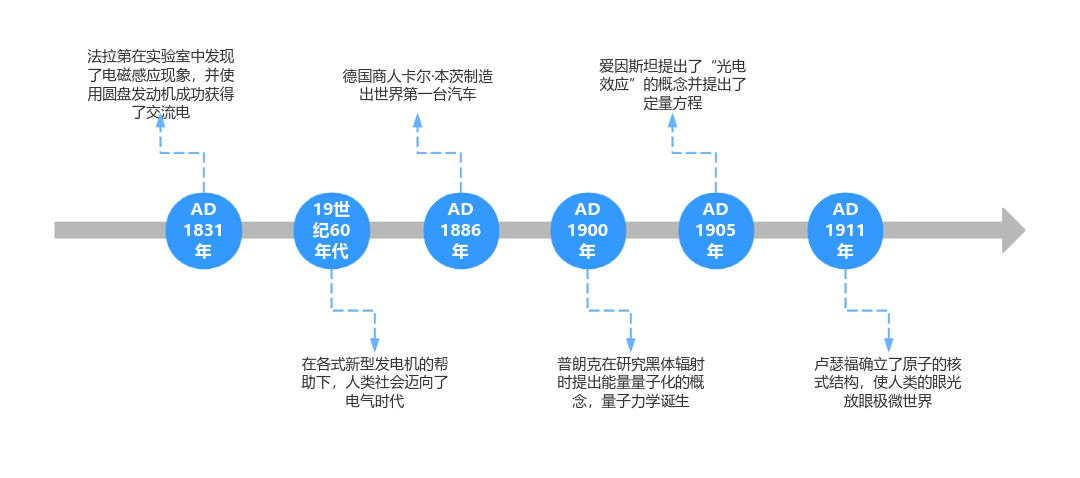 法拉第在实验室中发现
了电磁感应现象，并使
用圆盘发动机成功获得
了交流电
德国商人卡尔·本茨制造
出世界第一台汽车
爱因斯坦提出了“光电
效应”的概念并提出了
定量方程
AD
1831
年
19世
纪60
年代
AD
1886
年
AD
1900
年
AD
1905
年
AD
1911
年
在各式新型发电机的帮
助下，人类社会迈向了
电气时代
普朗克在研究黑体辐射
时提出能量量子化的概
念，量子力学诞生
卢瑟福确立了原子的核
式结构，使人类的眼光
放眼极微世界